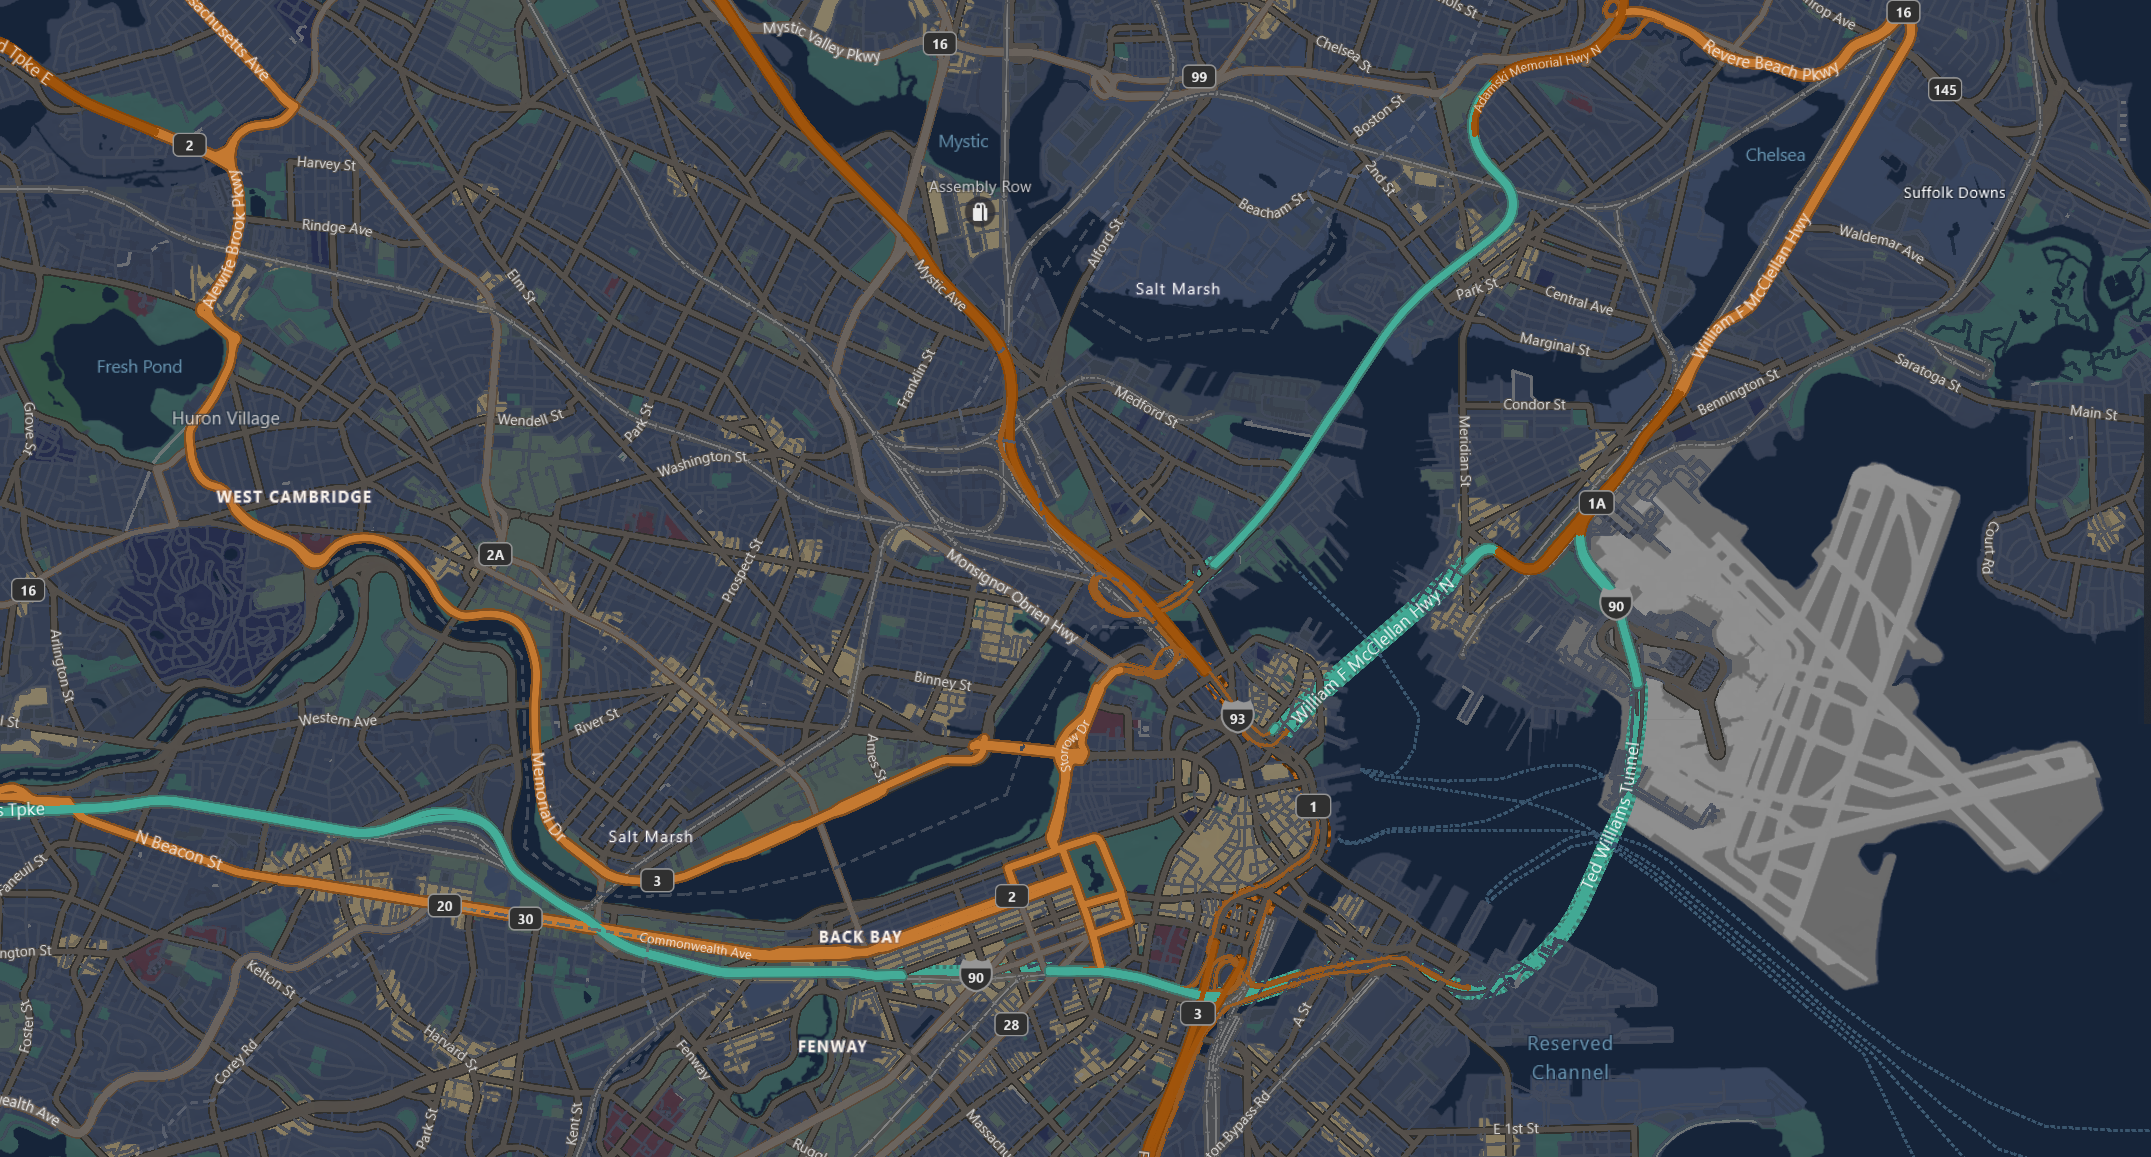 16
Mystic Valley Pkwy
16
Chelsea St
99
Adamski Memorial Hwy N
Revere Beach Pkwy
145
Boston St
2
Harvey St
Mystic
Chelsea
2nd St
Assembly Row
Suffolk Downs
Beacham St
Alewife Brook Pkwy
Rindge Ave
Alford St
Waldemar Ave
Elm St
Mystic Ave
Salt Marsh
Park St
Central Ave
William F McClellan Hwy
Marginal St
Fresh Pond
Franklin St
Saratoga St
Bennington St
Medford St
Condor St
Main St
Huron Village
Grove St
Wendell St
Park St
Meridian St
Washington St
WEST CAMBRIDGE
1A
2A
Court Rd
Prospect St
Monsignor Obrien Hwy
16
90
William F McClellan Hwy N
Arlington St
Binney St
93
Western Ave
River St
Sorrow Dr
Ames St
Memorial Dr
Ted Williams Tunnel
s Tpke
1
Salt Marsh
N Beacon St
Faneuil St
3
2
20
30
BACK BAY
Commonwealth Ave
90
Kelton St
3
A St
Foster St
28
Harvard St
FENWAY
Fenway
Reserved
Channel
Corey Rd
Park St
Kent St
E 1st St